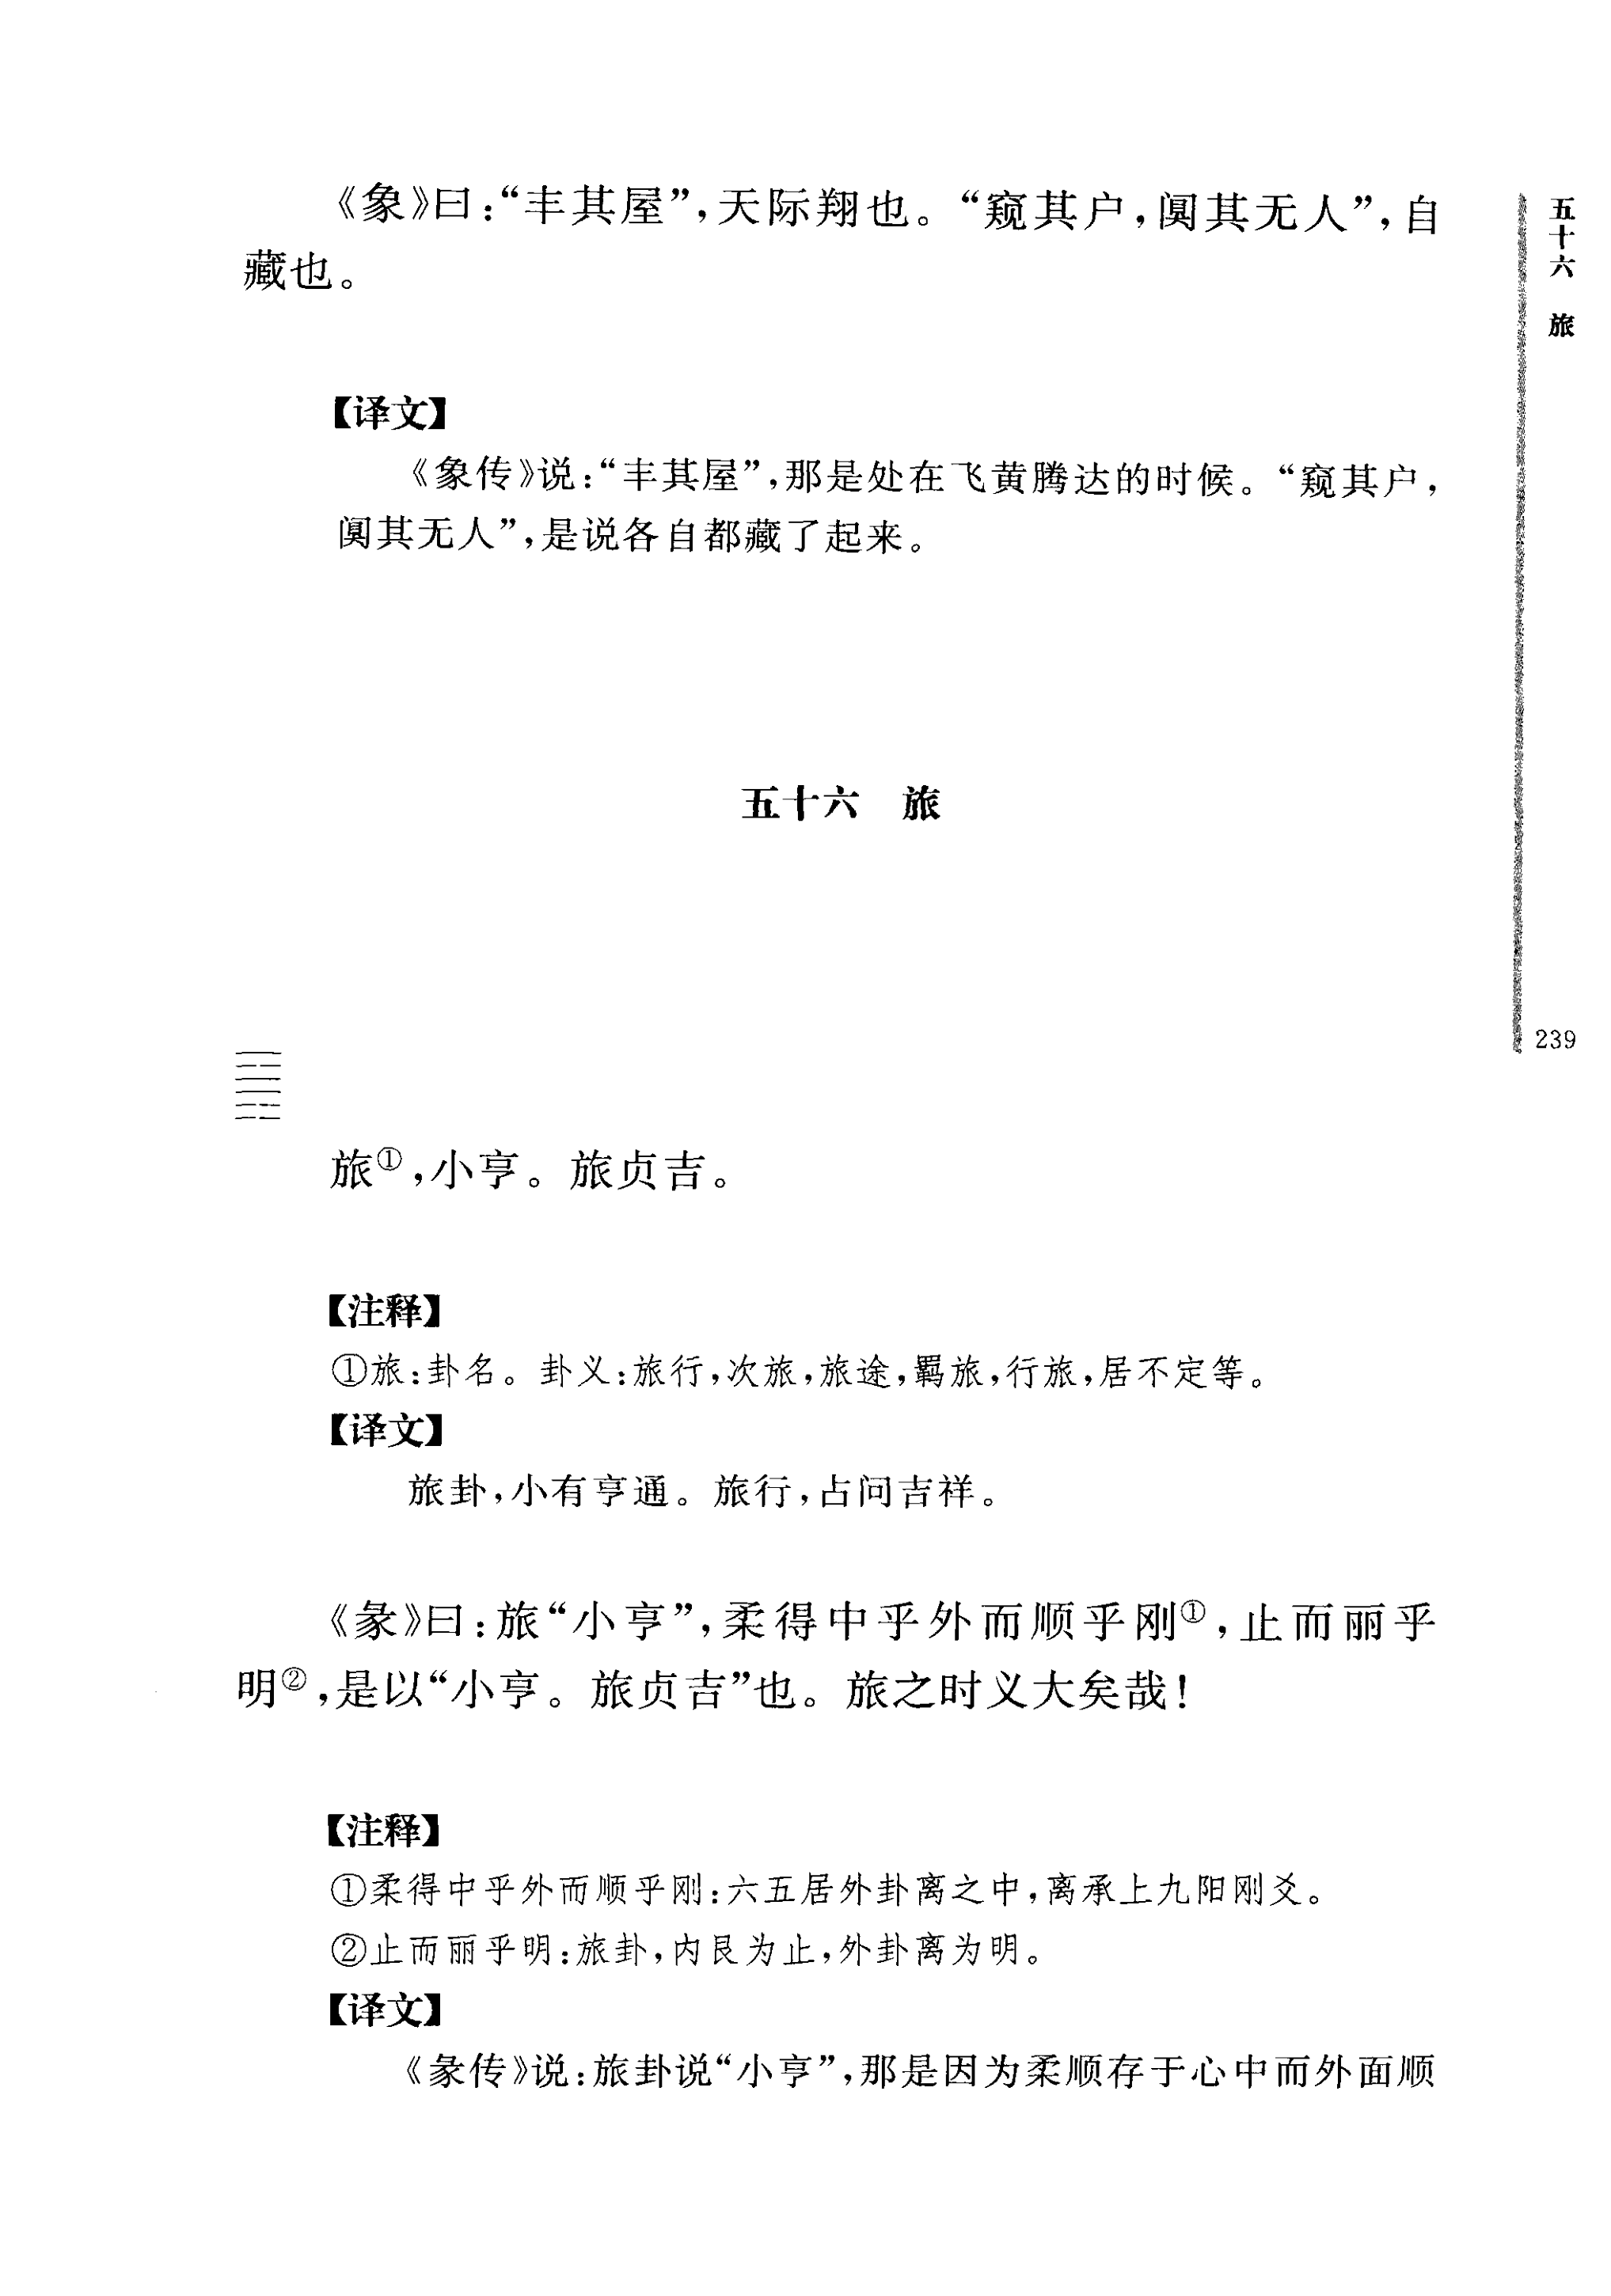 《象》曰：“丰其屋”，天际翔也。“窥其户，阒其无人”，自
藏也。
【译文】
《象传》说：“丰其屋”，那是处在飞黄腾达的时候。“窥其户，
阒其无人”，是说各自都藏了起来。
五十六　旅
旅①，小亨。旅贞吉。
【注释】
①旅：卦名。卦义：旅行，次旅，旅途，羁旅，行旅，居不定等。
【译文】
旅卦，小有亨通。旅行，占问吉祥。
《彖》曰：旅“小亨”，柔得中乎外而顺乎刚①，止而丽乎
明②，是以“小亨。旅贞吉”也。旅之时义大矣哉！
【注释】
①柔得中乎外而顺乎刚：六五居外卦离之中，离承上九阳刚爻。
②止而丽乎明：旅卦，内艮为止，外卦离为明。
【译文】
《彖传》说：旅卦说“小亨”，那是因为柔顺存于心中而外面顺
五十六　旅
239